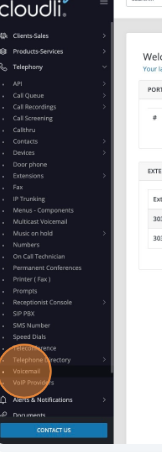 cloudli.
Clients-Sales
Products-Services
Telephony
API
Call Queue
Call Recordings
Call Screening
Callthru
Contacts
Devices
Door phone
Extensions
Fax
IP Trunking
Menus - Components
Multicast Voicemail
Music on hold
Numbers
On Call Technician
Permanent Conferences
Printer ( Fax )
Prompts
Receptionist Console
SIP PBX
SMS Number
Speed Dials
Teleconference
Telephone Directory
Voicemail
VoIP Providers
Alerts & Notifications
Documents
CONTACT US
Welc
Your la
PORT
#
EXTE
Ext
303
303